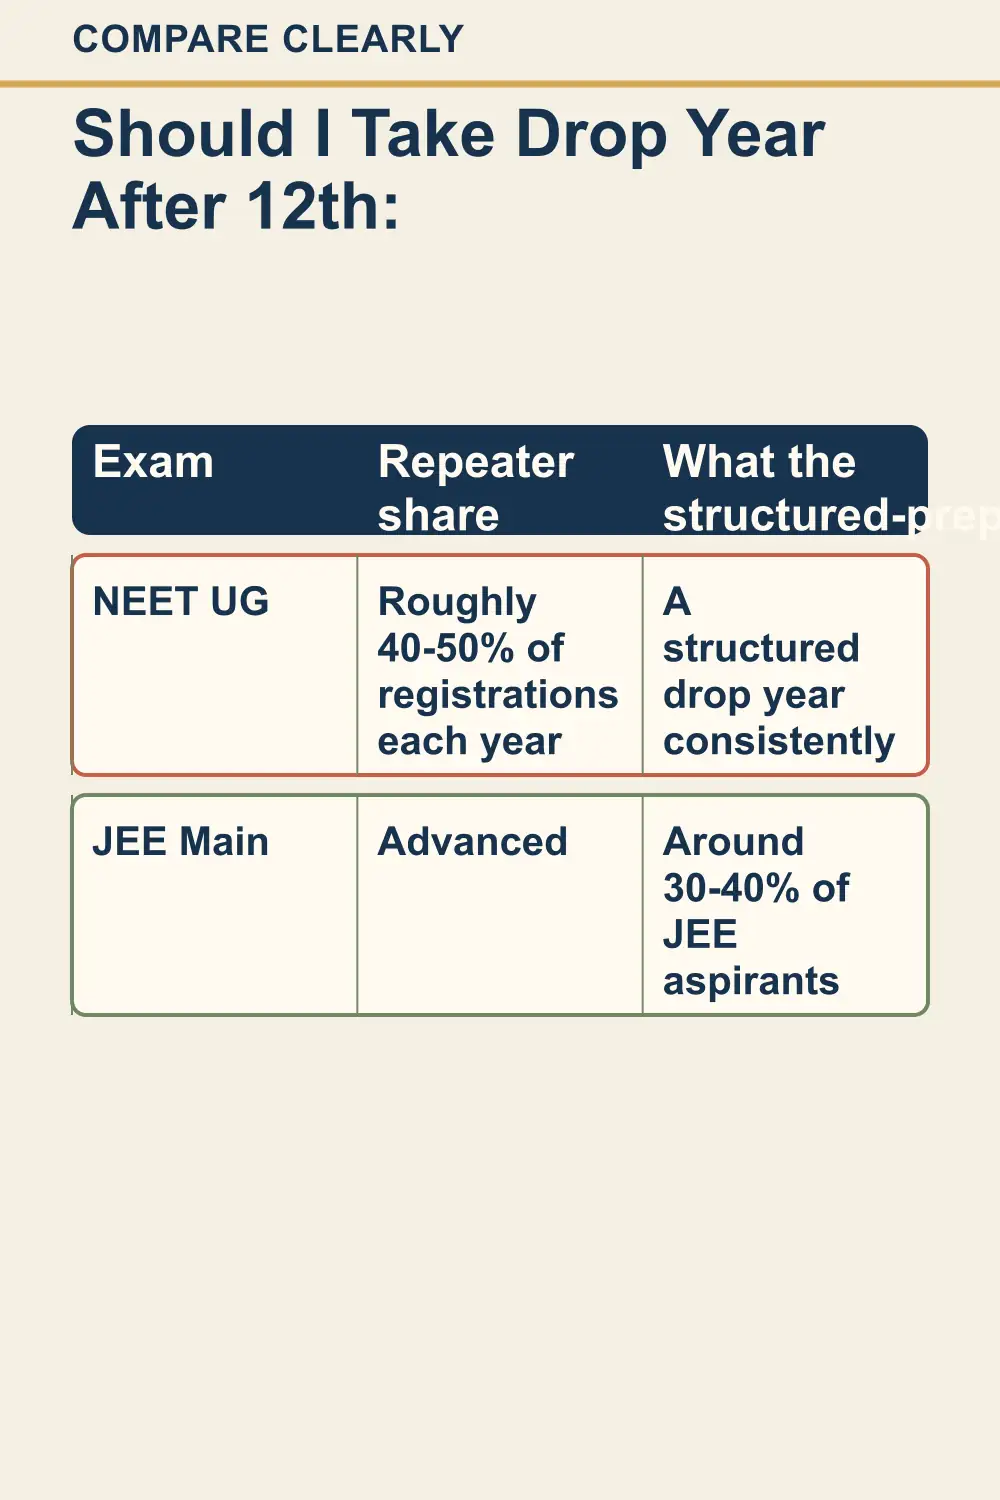 COMPARE CLEARLY
Should I Take Drop Year
After 12th:
Exam
Repeater
share
What the
structured-prep
NEET UG
Roughly
40-50% of
registrations
each year
A
structured
drop year
consistently
JEE Main
Advanced
Around
30-40% of
JEE
aspirants